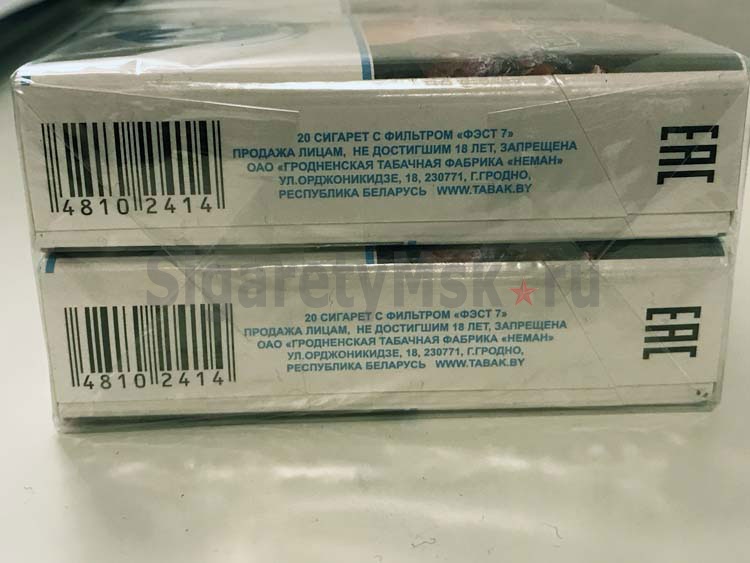 20 СИГАРЕТ С ФИЛЬТРОМ «ФЭСТ 7»
ПРОДАЖА ЛИЦАМ, НЕ ДОСТИГШИМ 18 ЛЕТ, ЗАПРЕЩЕНА
ОАО «ГРОДНЕНСКАЯ ТАБАЧНАЯ ФАБРИКА «НЕМАН»
УЛ.ОРДЖОНИКИДЗЕ, 18, 230771, Г.ГРОДНО,
РЕСПУБЛИКА БЕЛАРУСЬ WWW.TABAK.BY
4810 2414
EAC
SigaretyMsk.ru
20 СИГАРЕТ С ФИЛЬТРОМ «ФЭСТ 7»
ПРОДАЖА ЛИЦАМ, НЕ ДОСТИГШИМ 18 ЛЕТ, ЗАПРЕЩЕНА
ОАО «ГРОДНЕНСКАЯ ТАБАЧНАЯ ФАБРИКА «НЕМАН»
УЛ.ОРДЖОНИКИДЗЕ, 18, 230771, Г.ГРОДНО,
РЕСПУБЛИКА БЕЛАРУСЬ WWW.TABAK.BY
4810 2414
EAC